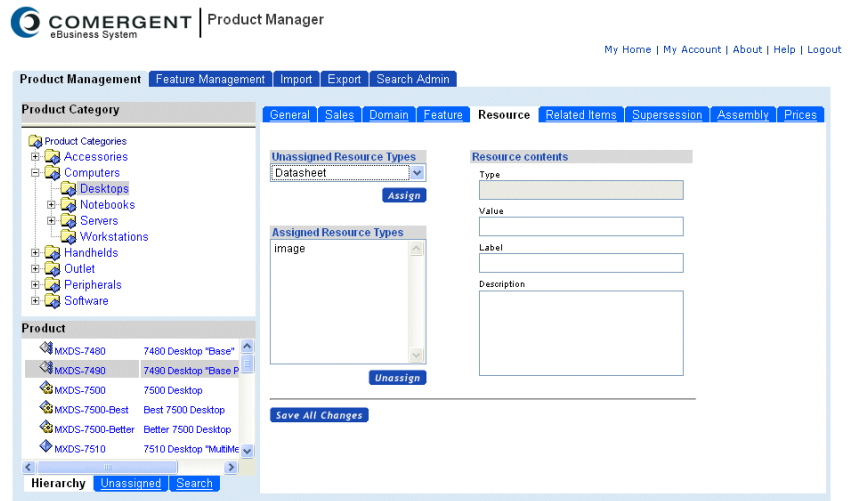 COMERGENT
eBusiness System
Product Manager
My Home | My Account | About | Help | Logout
Product Management Feature Management Import Export Search Admin
Product Category
General Sales Domain Feature Resource Related Items Supersession Assembly Prices
Product Categories
Accessories
Computers
Desktops
Notebooks
Servers
Workstations
Handhelds
Outlet
Peripherals
Software
Unassigned Resource Types
Datasheet
Assign
Assigned Resource Types
image
Unassign
Resource contents
Type
Value
Label
Description
Save All Changes
Product
MXDS-7480 7480 Desktop "Base"
MXDS-7490 7490 Desktop "Base P
MXDS-7500 7500 Desktop
MXDS-7500-Best Best 7500 Desktop
MXDS-7500-Better Better 7500 Desktop
MXDS-7510 7510 Desktop "MultiMe
Hierarchy Unassigned Search